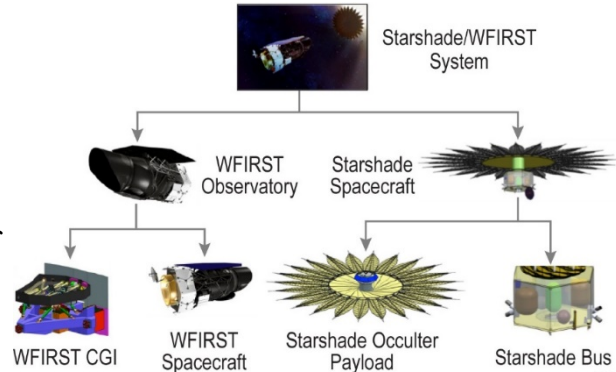 Starshade/WFIRST
System
WFIRST
Observatory
Starshade
Spacecraft
WFIRST CGI
WFIRST
Spacecraft
Starshade Occulter
Payload
Starshade Bus